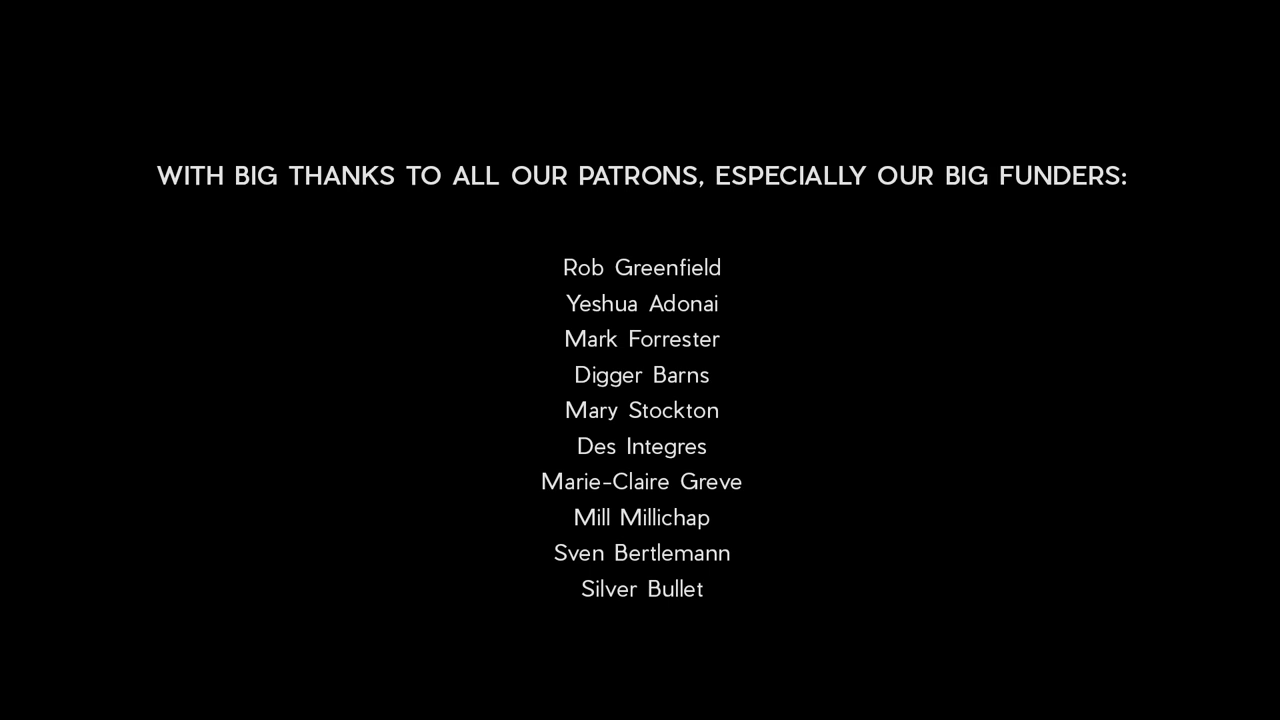 WITH BIG THANKS TO ALL OUR PATRONS, ESPECIALLY OUR BIG FUNDERS:
Rob Greenfield
Yeshua Adonai
Mark Forrester
Digger Barns
Mary Stockton
Des Integres
Marie-Claire Greve
Mill Millichap
Sven Bertlemann
Silver Bullet